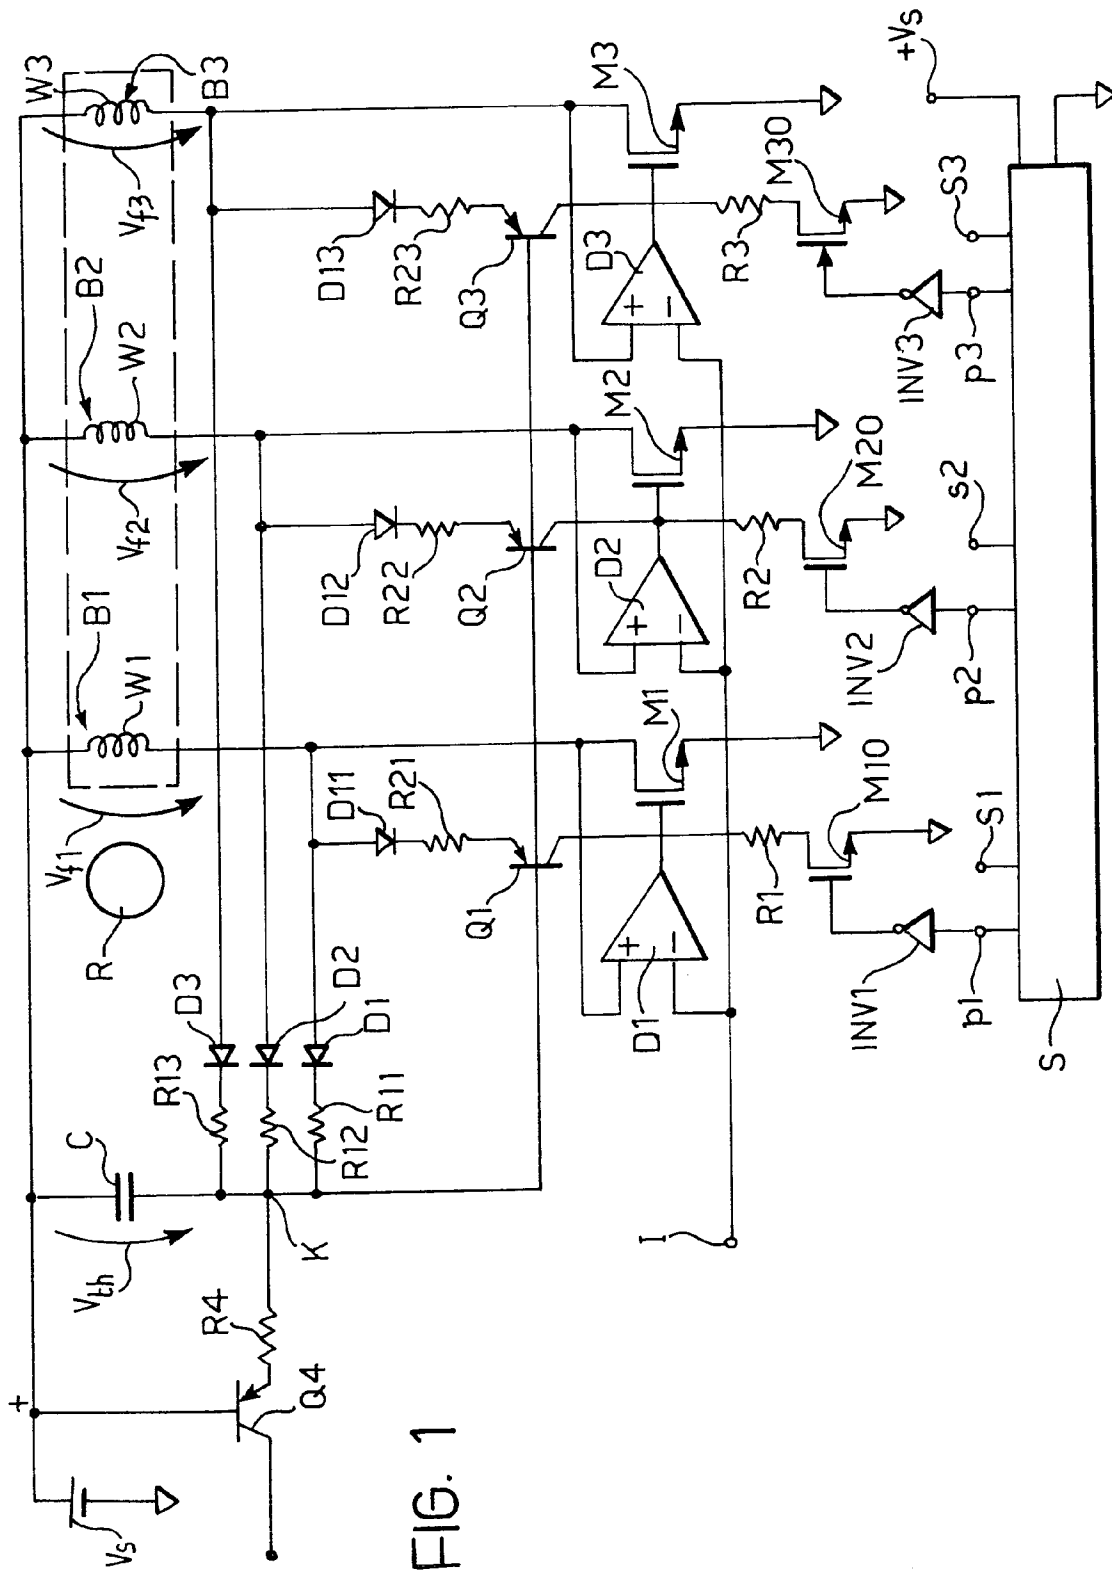 FIG. 1
Vs
+
Q4
R4
K
Vth
C
R13
R12
R11
D3
D2
D1
R
Vf1
B1
W1
Vf2
B2
W2
Vf3
W3
B3
D11
R21
Q1
D12
R22
Q2
D13
R23
Q3
D1
+
−
M1
D2
+
−
M2
D3
+
−
M3
I
R1
M10
INV1
p1
S1
R2
M20
INV2
p2
s2
R3
M30
INV3
p3
S3
+Vs
S